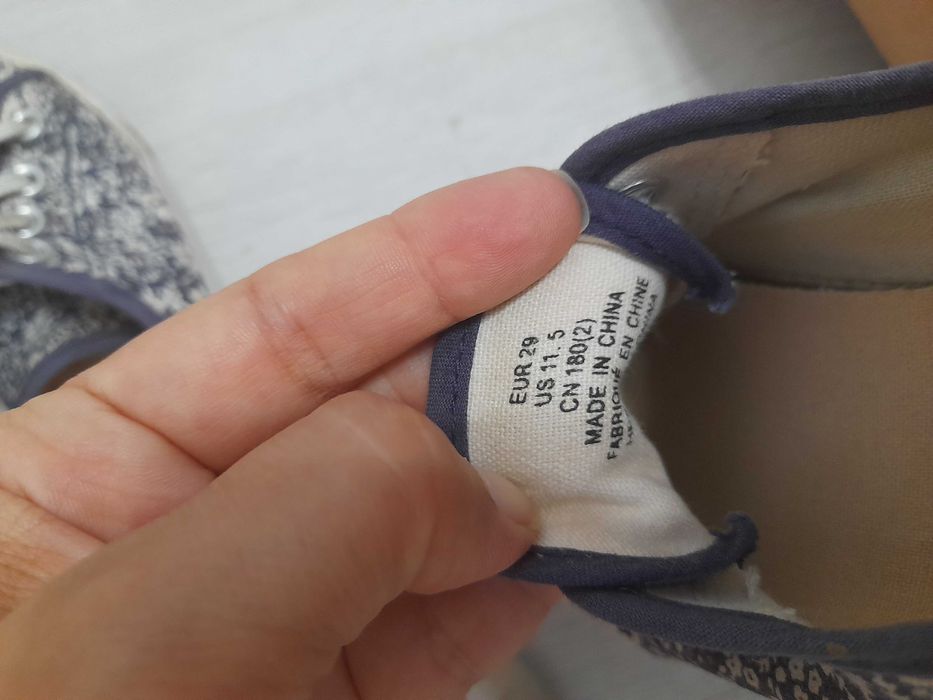 EUR 29
US 11.5
CN 180(2)
MADE IN CHINA
FABRIQUÉ EN CHINE